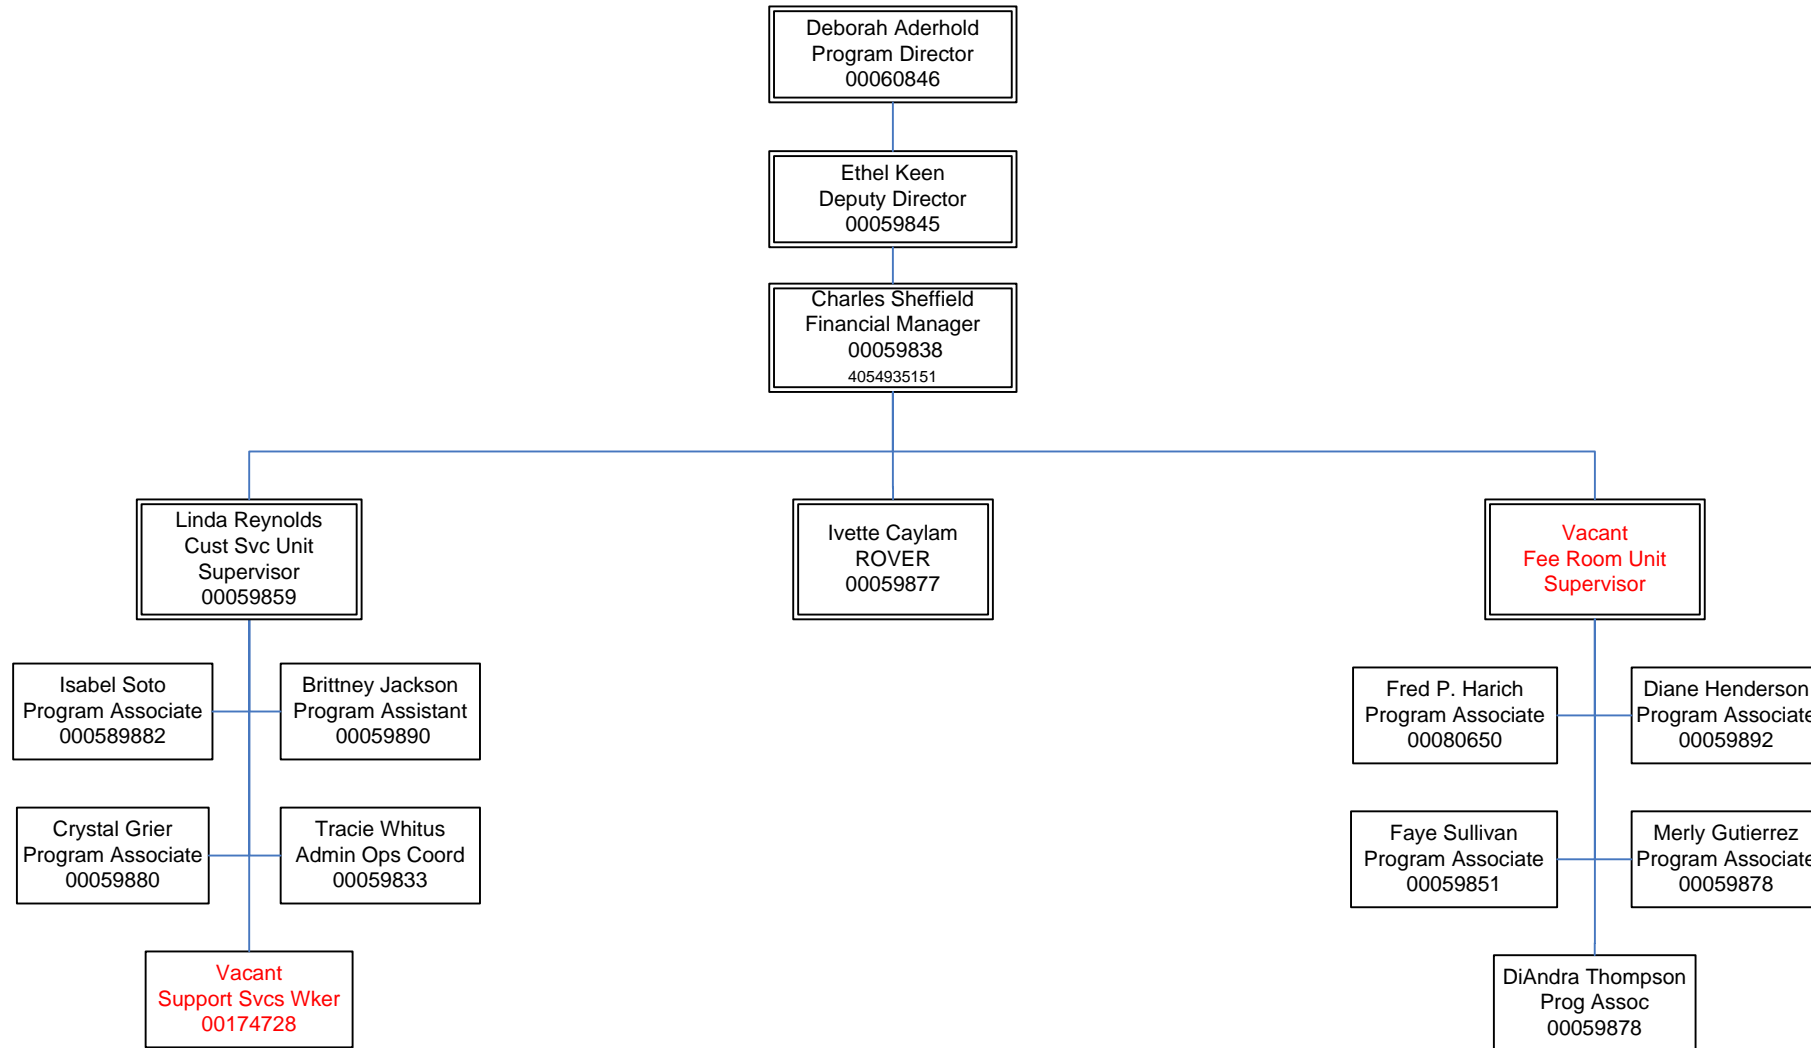 Deborah Aderhold
Program Director
00060846
Ethel Keen
Deputy Director
00059845
Charles Sheffield
Financial Manager
00059838
4054935151
Linda Reynolds
Cust Svc Unit
Supervisor
00059859
Ivette Caylam
ROVER
00059877
Vacant
Fee Room Unit
Supervisor
Isabel Soto
Program Associate
000589882
Brittney Jackson
Program Assistant
00059890
Fred P. Harich
Program Associate
00080650
Diane Henderson
Program Associate
00059892
Crystal Grier
Program Associate
00059880
Tracie Whitus
Admin Ops Coord
00059833
Faye Sullivan
Program Associate
00059851
Merly Gutierrez
Program Associate
00059878
Vacant
Support Svcs Wker
00174728
DiAndra Thompson
Prog Assoc
00059878